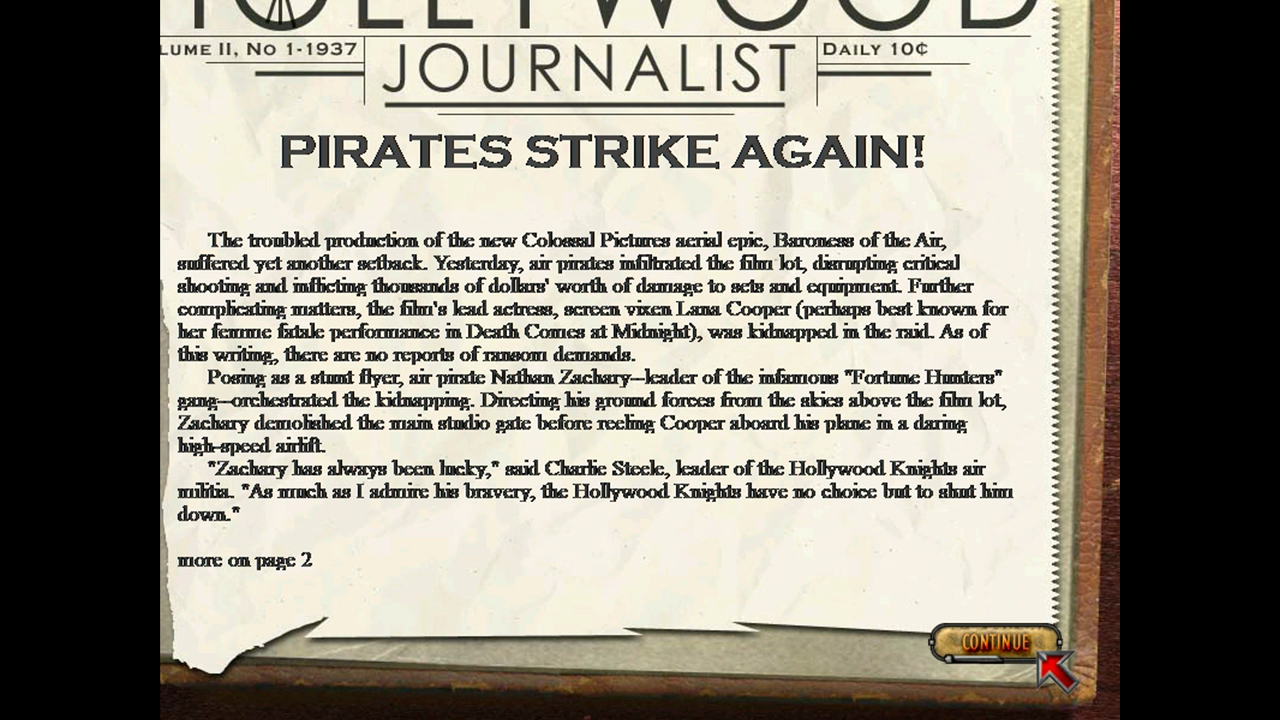 HOLLYWOOD
LUME II, NO 1-1937
JOURNALIST
DAILY 10¢
PIRATES STRIKE AGAIN!
The troubled production of the new Colossal Pictures aerial epic, Baroness of the Air,
suffered yet another setback. Yesterday, air pirates infiltrated the film lot, disrupting critical
shooting and inflicting thousands of dollars' worth of damage to sets and equipment. Further
complicating matters, the film's lead actress, screen vixen Lana Cooper (perhaps best known for
her femme fatale performance in Death Comes at Midnight), was kidnapped in the raid. As of
this writing, there are no reports of ransom demands.
Posing as a stunt flyer, air pirate Nathan Zachary--leader of the infamous "Fortune Hunters"
gang--orchestrated the kidnapping. Directing his ground forces from the skies above the film lot,
Zachary demolished the main studio gate before reeling Cooper aboard his plane in a daring
high-speed airlift.
"Zachary has always been lucky," said Charlie Steele, leader of the Hollywood Knights air
militia. "As much as I admire his bravery, the Hollywood Knights have no choice but to shut him
down."
more on page 2
CONTINUE